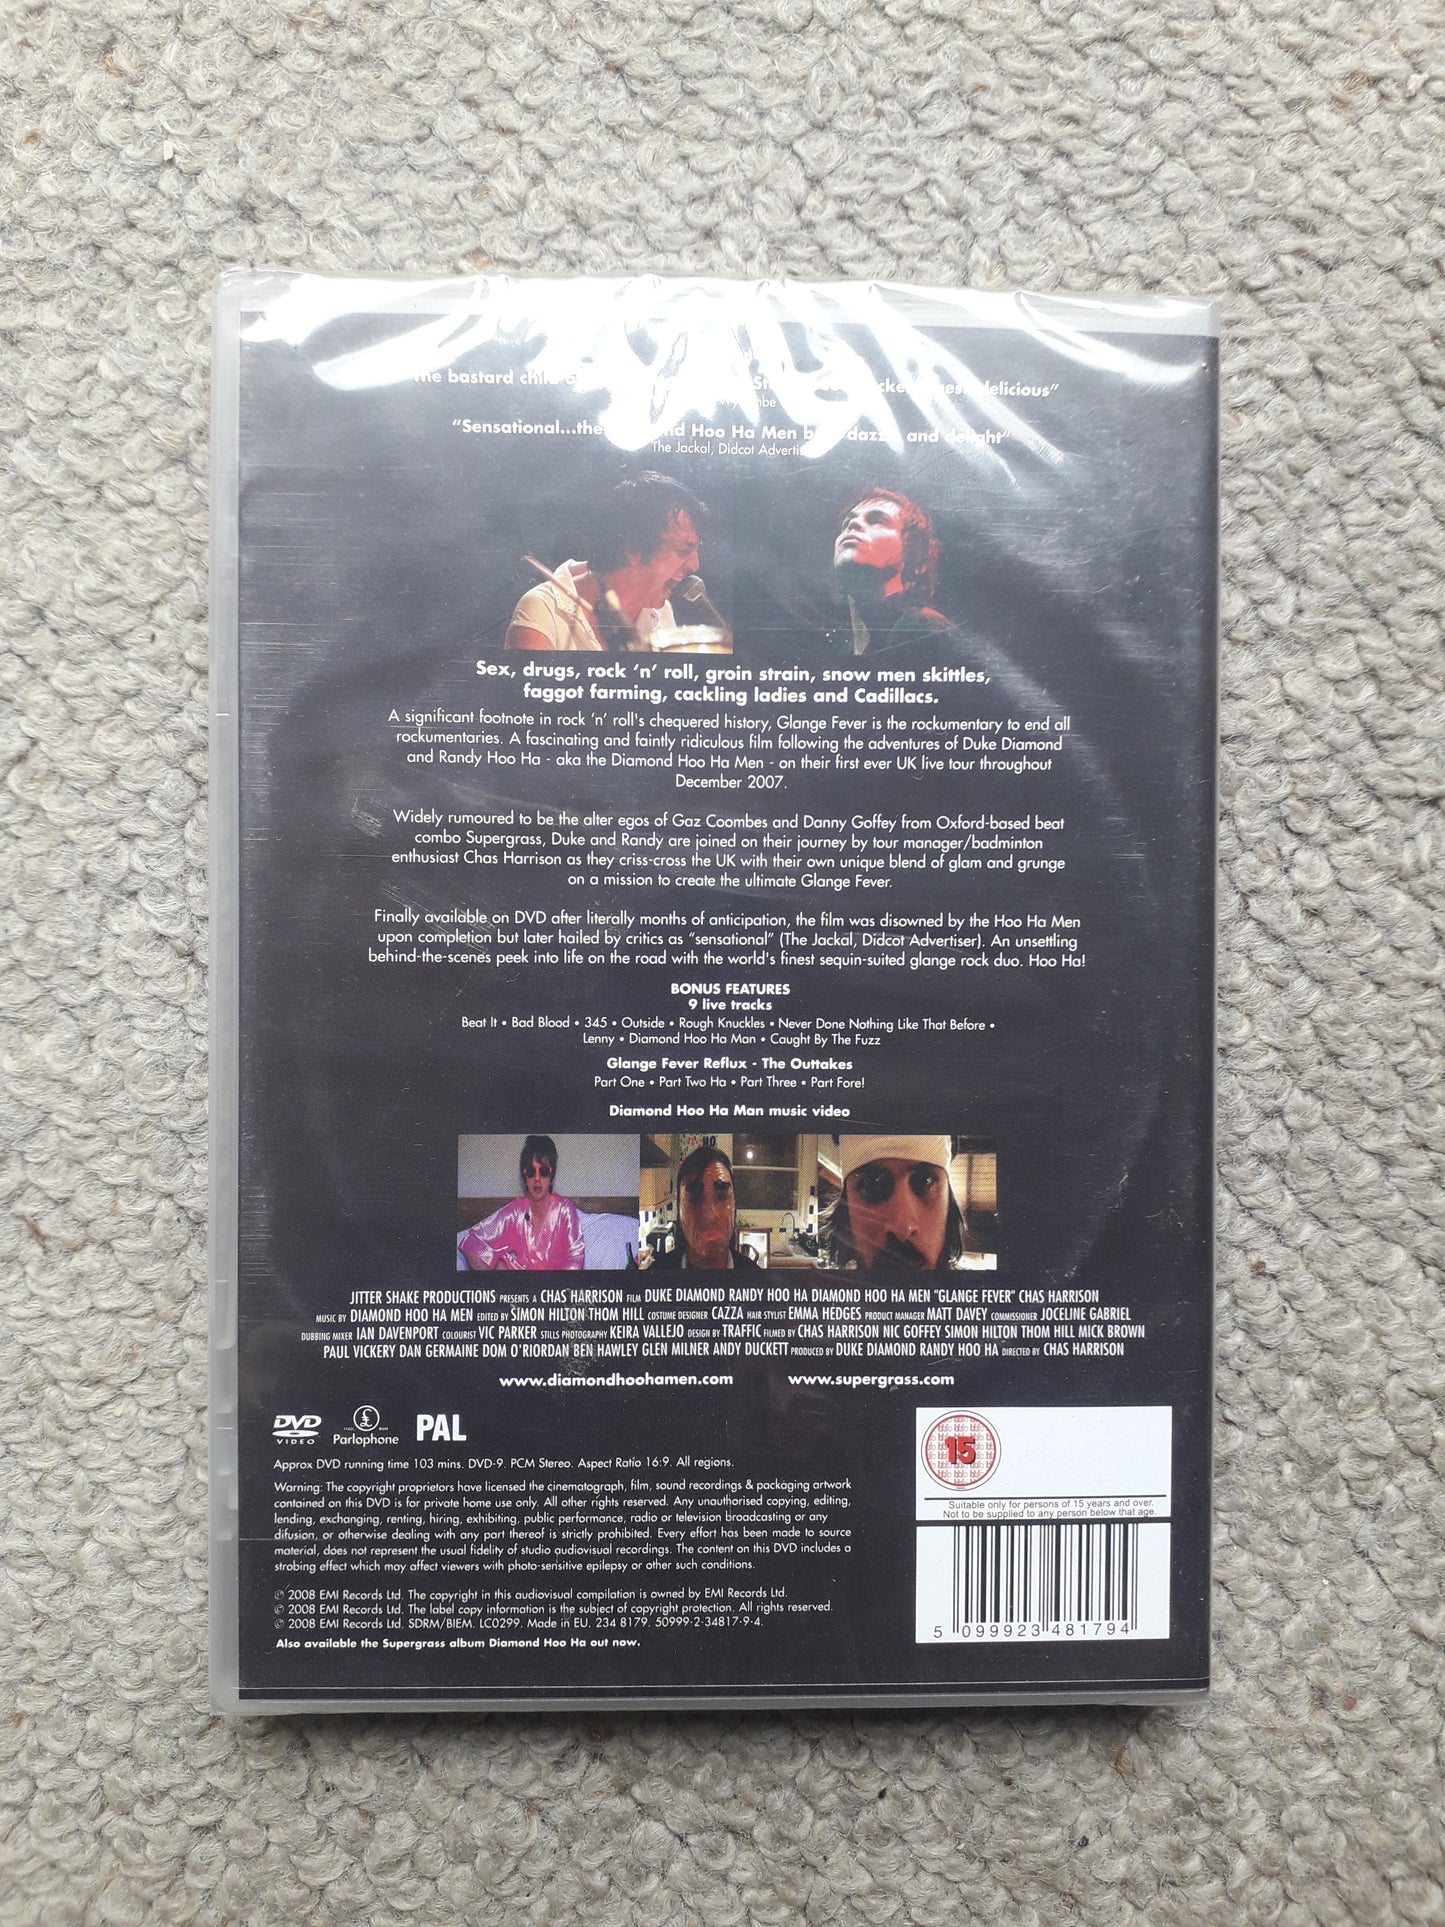 The bastard child delicious”
“Sensational...the Hoo Ha Men and delight”
The Jackal, Didcot
Sex, drugs, rock ‘n’ roll, groin strain, snow men skittles,
faggot farming, cackling ladies and Cadillacs.
A significant footnote in rock ‘n’ roll's chequered history, Glange Fever is the rockumentary to end all
rockumentaries. A fascinating and faintly ridiculous film following the adventures of Duke Diamond
and Randy Hoo Ha - aka the Diamond Hoo Ha Men - on their first ever UK live tour throughout
December 2007.
Widely rumoured to be the alter egos of Gaz Coombes and Danny Goffey from Oxford-based beat
combo Supergrass, Duke and Randy are joined on their journey by tour manager/badminton
enthusiast Chas Harrison as they criss-cross the UK with their own unique blend of glam and grunge
on a mission to create the ultimate Glange Fever.
Finally available on DVD after literally months of anticipation, the film was disowned by the Hoo Ha Men
upon completion but later hailed by critics as “sensational” (The Jackal, Didcot Advertiser). An unsettling
behind-the-scenes peek into life on the road with the world's finest sequin-suited glange rock duo. Hoo Ha!
BONUS FEATURES
9 live tracks
Beat It • Bad Blood • 345 • Outside • Rough Knuckles • Never Done Nothing Like That Before •
Lenny • Diamond Hoo Ha Man • Caught By The Fuzz
Glange Fever Reflux - The Outtakes
Part One • Part Two Ha • Part Three • Part Fore!
Diamond Hoo Ha Man music video
JITTER SHAKE PRODUCTIONS PRESENTS A CHAS HARRISON FILM DUKE DIAMOND RANDY HOO HA DIAMOND HOO HA MEN "GLANGE FEVER" CHAS HARRISON
MUSIC BY DIAMOND HOO HA MEN EDITED BY SIMON HILTON THOM HILL COSTUME DESIGNER CAZZA HAIR STYLIST EMMA HEDGES PRODUCT MANAGER MATT DAVEY COMMISSIONER JOCELINE GABRIEL
DUBBING MIXER IAN DAVENPORT COLOURIST VIC PARKER STILLS PHOTOGRAPHY KEIRA VALLEJO DESIGN BY TRAFFIC FILMED BY CHAS HARRISON NIC GOFFEY SIMON HILTON THOM HILL MICK BROWN
PAUL VICKERY DAN GERMAINE DOM O'RIORDAN BEN HAWLEY GLEN MILNER ANDY DUCKETT PRODUCED BY DUKE DIAMOND RANDY HOO HA DIRECTED BY CHAS HARRISON
www.diamondhoohamen.com www.supergrass.com
DVD VIDEO Parlophone PAL
Approx DVD running time 103 mins. DVD-9. PCM Stereo. Aspect Ratio 16:9. All regions.
Warning: The copyright proprietors have licensed the cinematograph, film, sound recordings & packaging artwork
contained on this DVD is for private home use only. All other rights reserved. Any unauthorised copying, editing,
lending, exchanging, renting, hiring, exhibiting, public performance, radio or television broadcasting or any
difusion, or otherwise dealing with any part thereof is strictly prohibited. Every effort has been made to source
material, does not represent the usual fidelity of studio audiovisual recordings. The content on this DVD includes a
strobing effect which may affect viewers with photo-sensitive epilepsy or other such conditions.
℗ 2008 EMI Records Ltd. The copyright in this audiovisual compilation is owned by EMI Records Ltd.
© 2008 EMI Records Ltd. The label copy information is the subject of copyright protection. All rights reserved.
© 2008 EMI Records Ltd. SDRM/BIEM. LC0299. Made in EU. 234 8179. 50999-2-34817-9-4.
Also available the Supergrass album Diamond Hoo Ha out now.
15
Suitable only for persons of 15 years and over.
Not to be supplied to any person below that age.
5 099923 481794